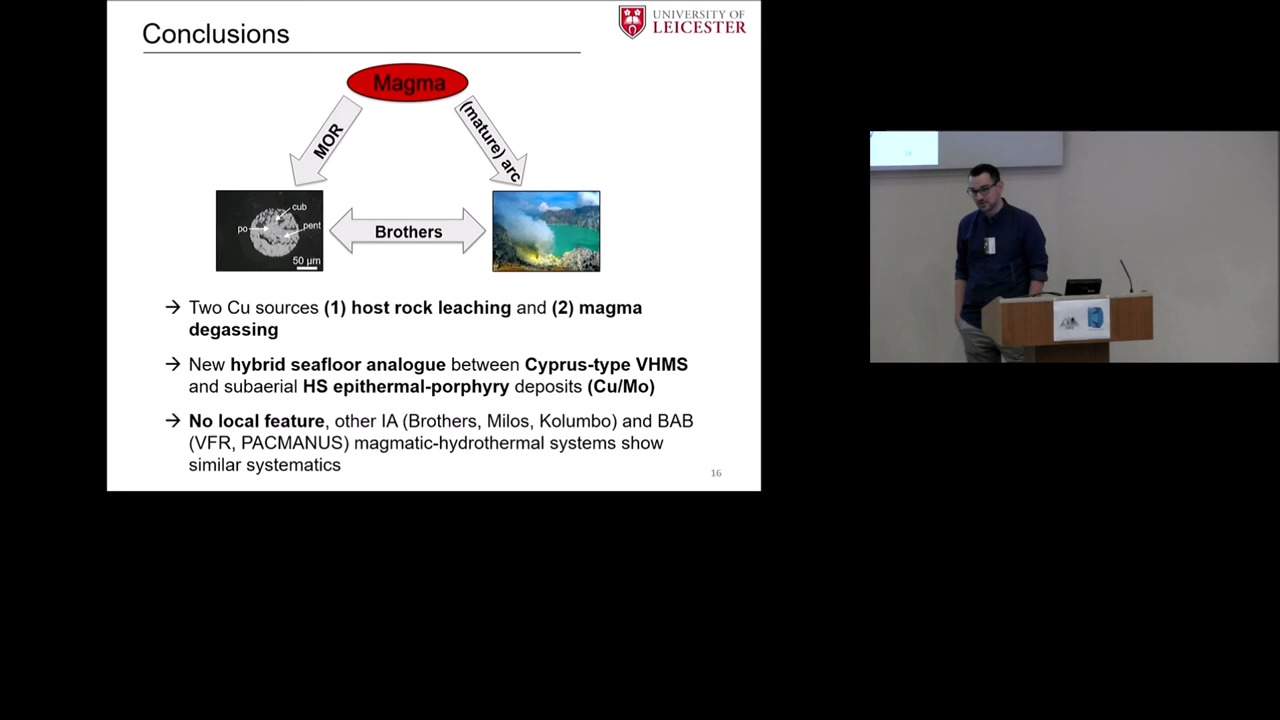 Conclusions
UNIVERSITY OF
LEICESTER
Magma
MOR
(mature) arc
cub
po
pent
50 µm
Brothers
→ Two Cu sources (1) host rock leaching and (2) magma
degassing
→ New hybrid seafloor analogue between Cyprus-type VHMS
and subaerial HS epithermal-porphyry deposits (Cu/Mo)
→ No local feature, other IA (Brothers, Milos, Kolumbo) and BAB
(VFR, PACMANUS) magmatic-hydrothermal systems show
similar systematics
16